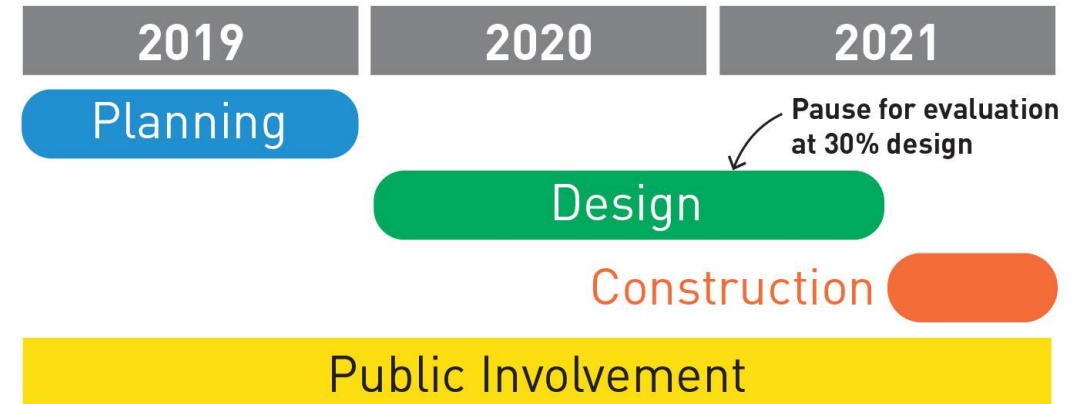 2019 2020 2021
Planning
Pause for evaluation
at 30% design
Design
Construction
Public Involvement